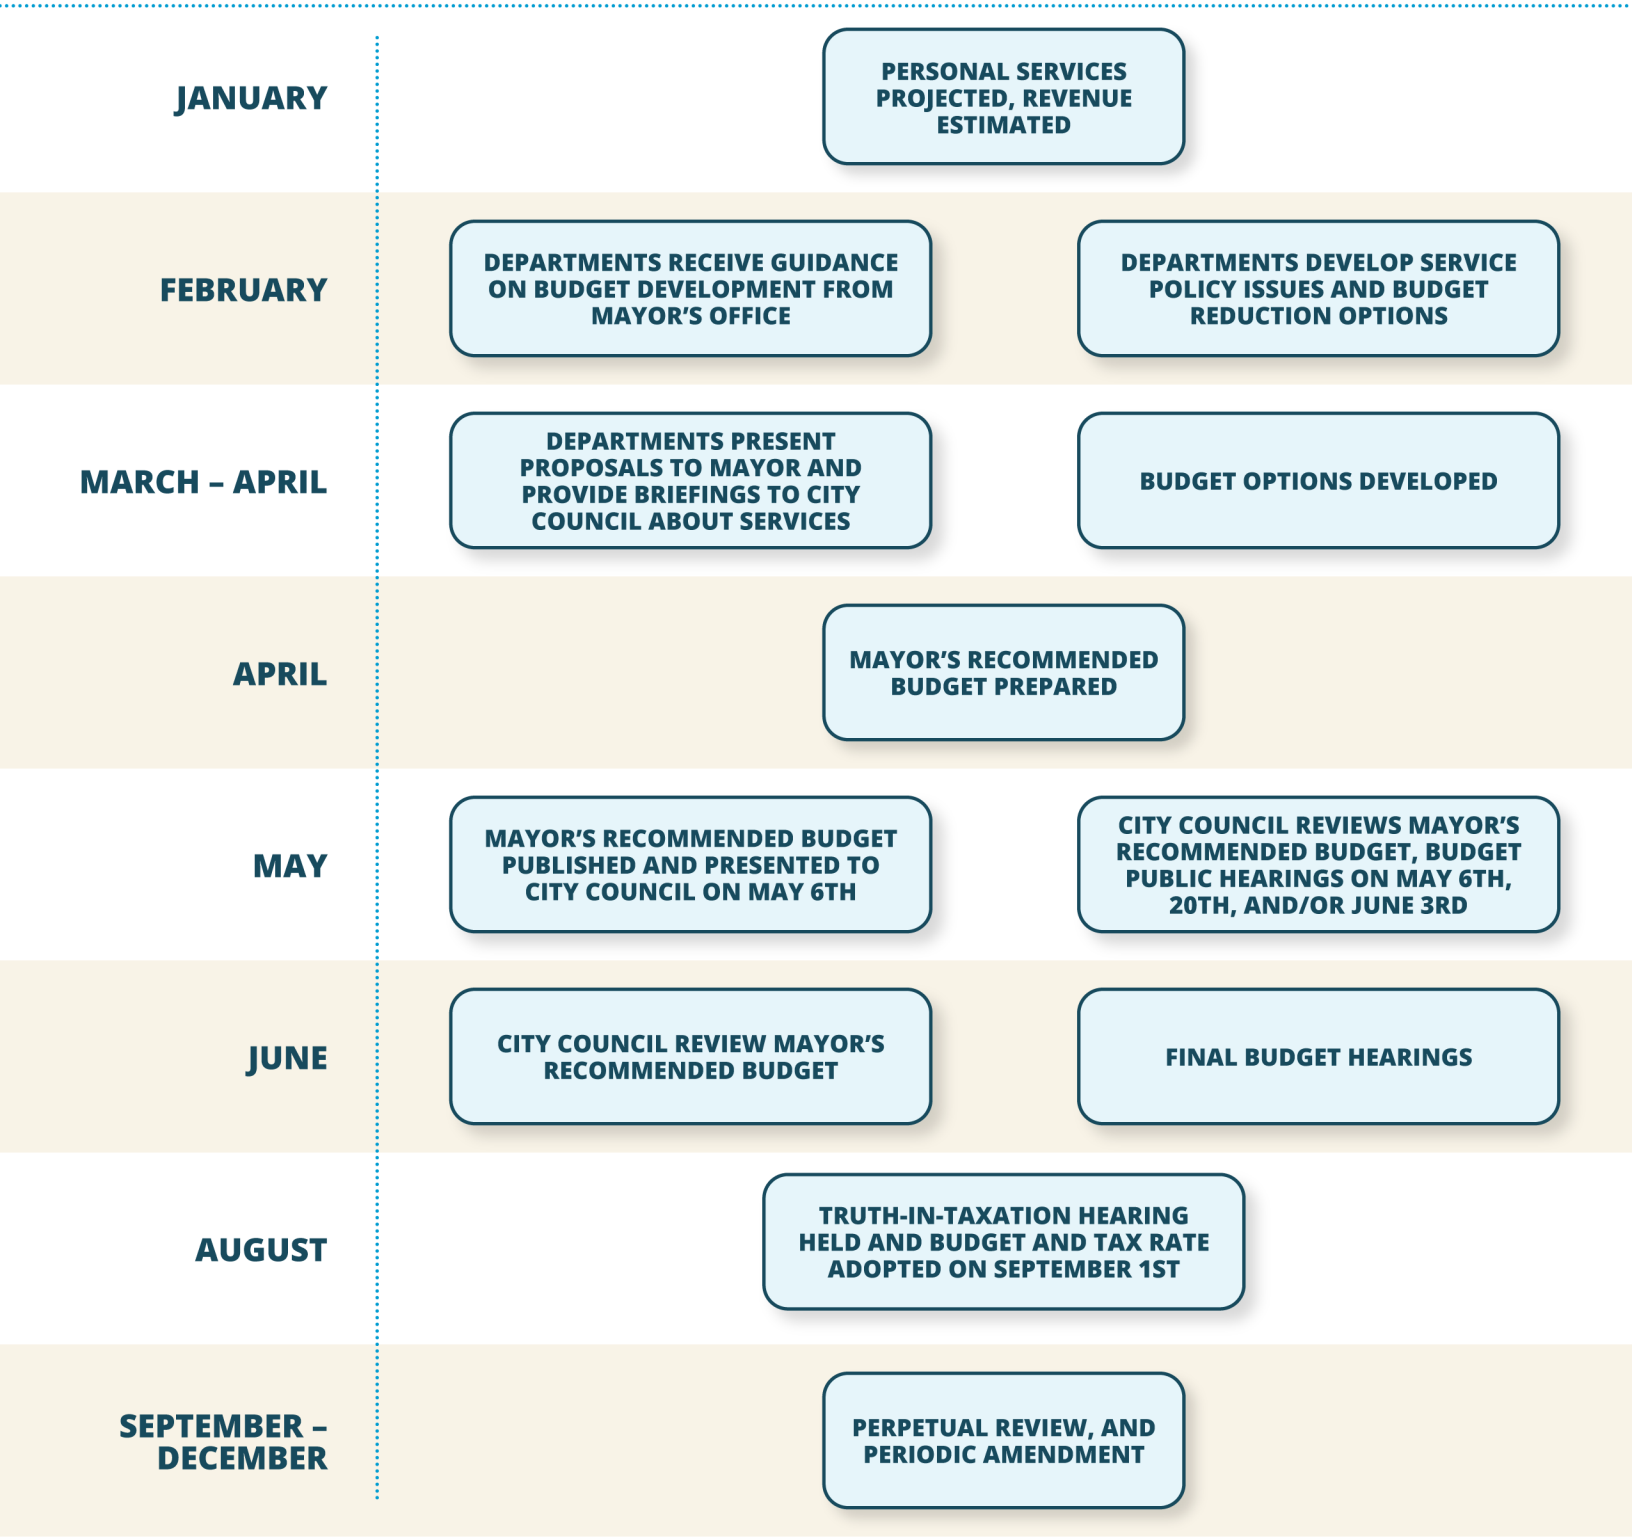 JANUARY
PERSONAL SERVICES
PROJECTED, REVENUE
ESTIMATED
FEBRUARY
DEPARTMENTS RECEIVE GUIDANCE
ON BUDGET DEVELOPMENT FROM
MAYOR’S OFFICE
DEPARTMENTS DEVELOP SERVICE
POLICY ISSUES AND BUDGET
REDUCTION OPTIONS
MARCH – APRIL
DEPARTMENTS PRESENT
PROPOSALS TO MAYOR AND
PROVIDE BRIEFINGS TO CITY
COUNCIL ABOUT SERVICES
BUDGET OPTIONS DEVELOPED
APRIL
MAYOR’S RECOMMENDED
BUDGET PREPARED
MAY
MAYOR’S RECOMMENDED BUDGET
PUBLISHED AND PRESENTED TO
CITY COUNCIL ON MAY 6TH
CITY COUNCIL REVIEWS MAYOR’S
RECOMMENDED BUDGET, BUDGET
PUBLIC HEARINGS ON MAY 6TH,
20TH, AND/OR JUNE 3RD
JUNE
CITY COUNCIL REVIEW MAYOR’S
RECOMMENDED BUDGET
FINAL BUDGET HEARINGS
AUGUST
TRUTH-IN-TAXATION HEARING
HELD AND BUDGET AND TAX RATE
ADOPTED ON SEPTEMBER 1ST
SEPTEMBER –
DECEMBER
PERPETUAL REVIEW, AND
PERIODIC AMENDMENT